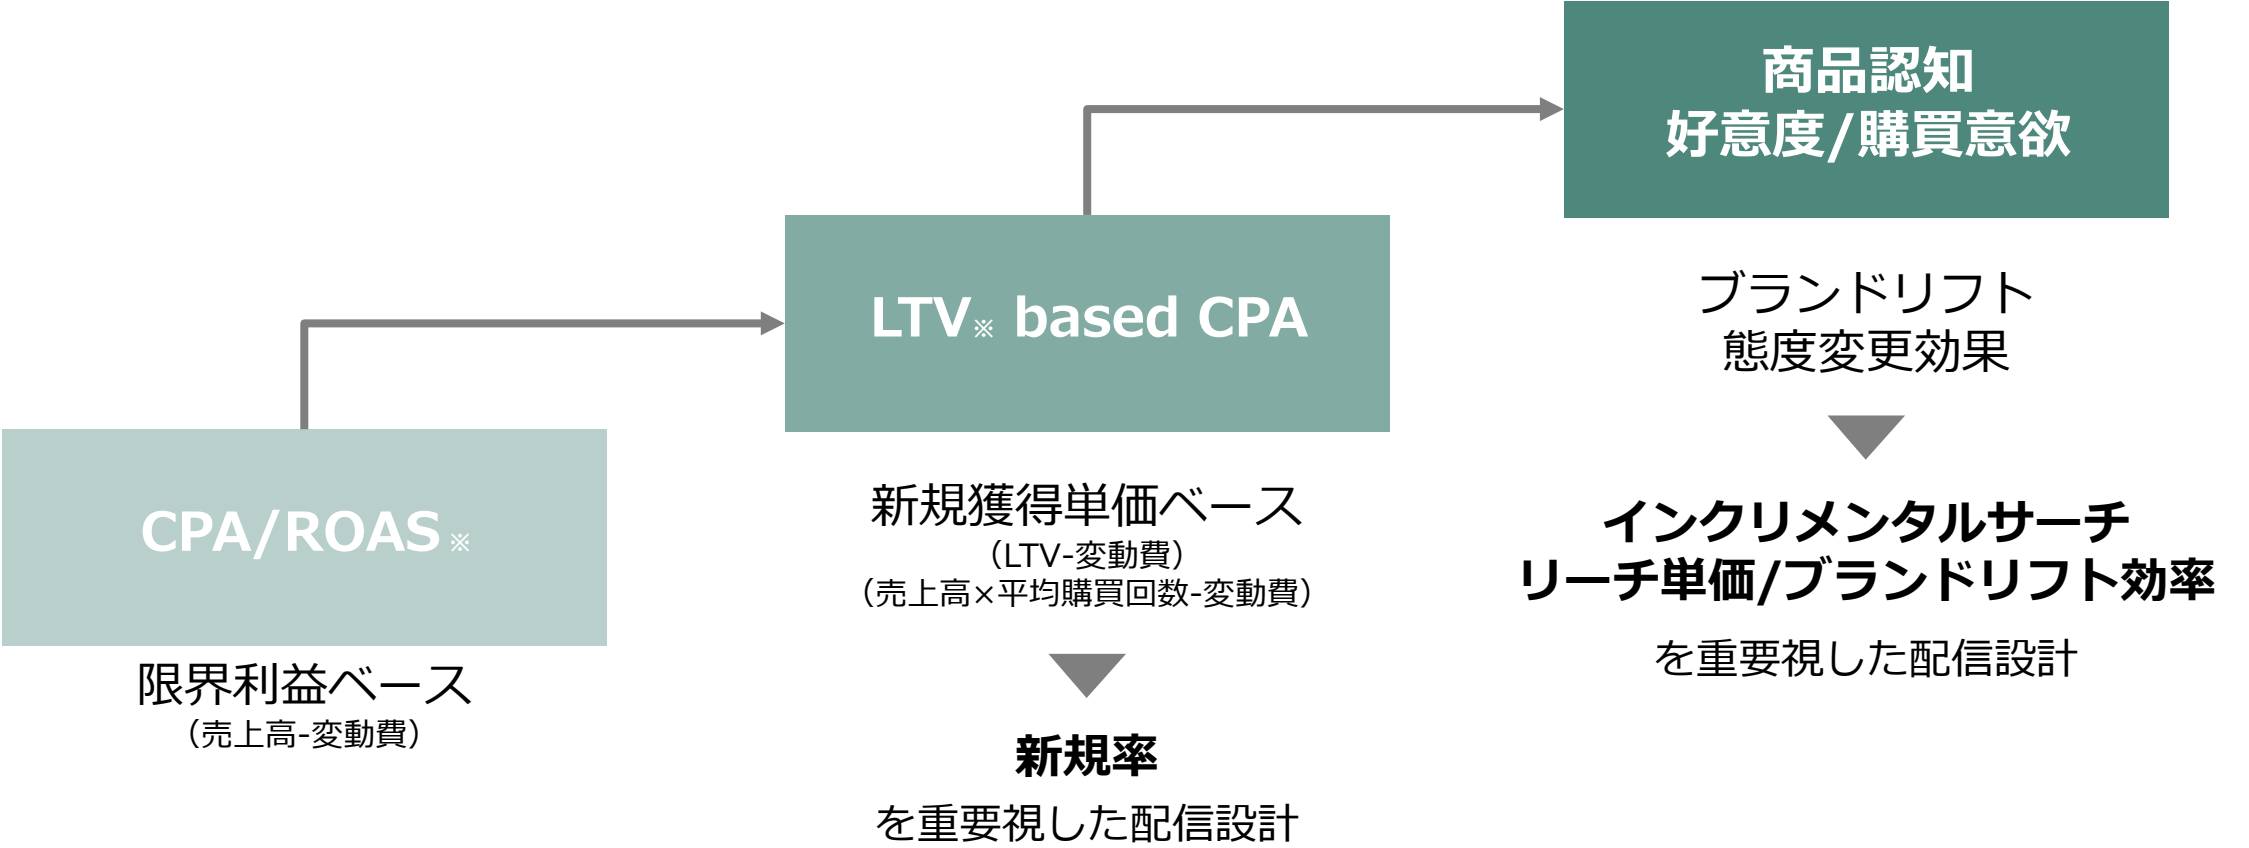 CPA/ROAS※
限界利益ベース
（売上高-変動費）
LTV※ based CPA
新規獲得単価ベース
（LTV-変動費）
（売上高×平均購買回数-変動費）
新規率
を重要視した配信設計
商品認知
好意度/購買意欲
ブランドリフト
態度変更効果
インクリメンタルサーチ
リーチ単価/ブランドリフト効率
を重要視した配信設計